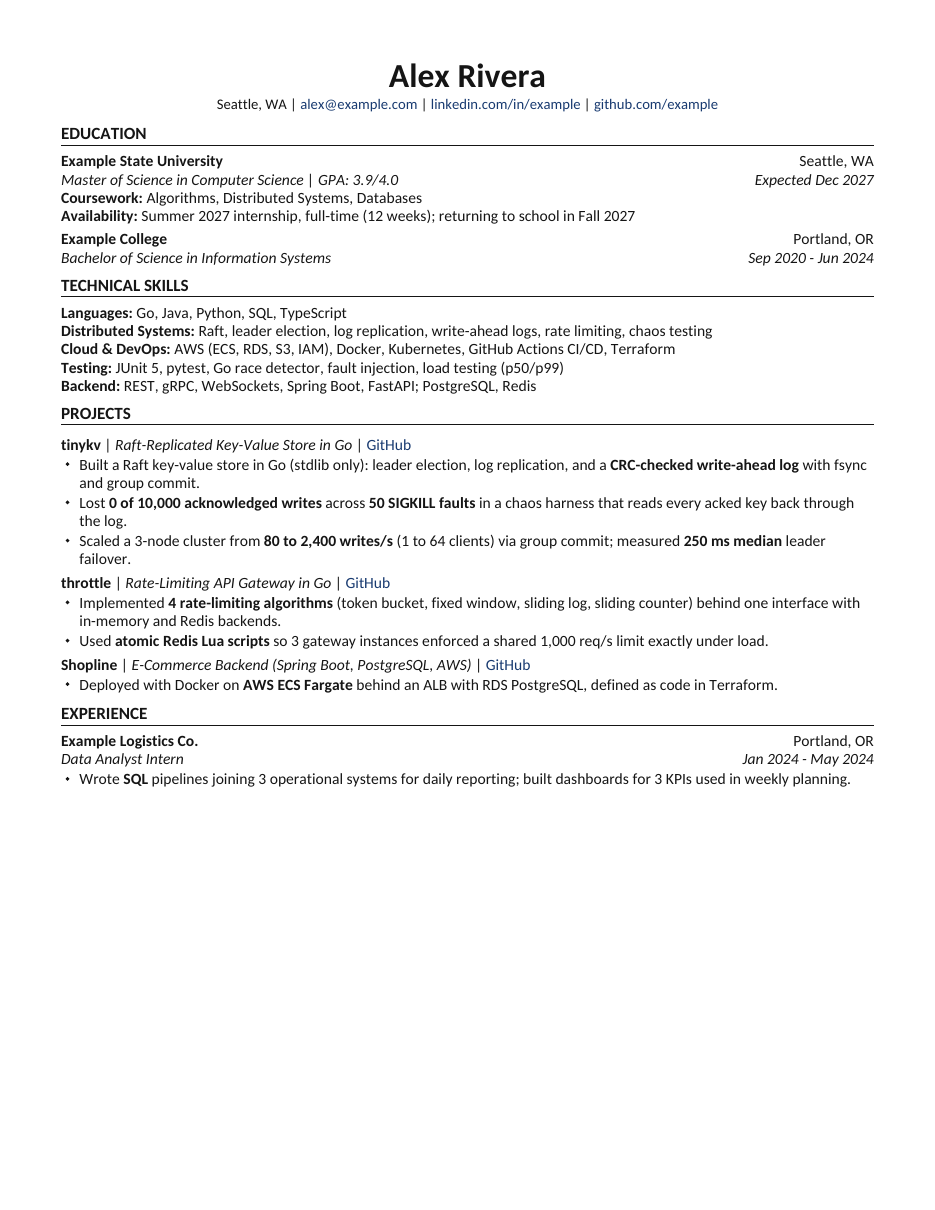 Alex Rivera
Seattle, WA | alex@example.com | linkedin.com/in/example | github.com/example
EDUCATION
Example State University Seattle, WA
Master of Science in Computer Science | GPA: 3.9/4.0 Expected Dec 2027
Coursework: Algorithms, Distributed Systems, Databases
Availability: Summer 2027 internship, full-time (12 weeks); returning to school in Fall 2027
Example College Portland, OR
Bachelor of Science in Information Systems Sep 2020 - Jun 2024
TECHNICAL SKILLS
Languages: Go, Java, Python, SQL, TypeScript
Distributed Systems: Raft, leader election, log replication, write-ahead logs, rate limiting, chaos testing
Cloud & DevOps: AWS (ECS, RDS, S3, IAM), Docker, Kubernetes, GitHub Actions CI/CD, Terraform
Testing: JUnit 5, pytest, Go race detector, fault injection, load testing (p50/p99)
Backend: REST, gRPC, WebSockets, Spring Boot, FastAPI; PostgreSQL, Redis
PROJECTS
tinykv | Raft-Replicated Key-Value Store in Go | GitHub
• Built a Raft key-value store in Go (stdlib only): leader election, log replication, and a CRC-checked write-ahead log with fsync
and group commit.
• Lost 0 of 10,000 acknowledged writes across 50 SIGKILL faults in a chaos harness that reads every acked key back through
the log.
• Scaled a 3-node cluster from 80 to 2,400 writes/s (1 to 64 clients) via group commit; measured 250 ms median leader
failover.
throttle | Rate-Limiting API Gateway in Go | GitHub
• Implemented 4 rate-limiting algorithms (token bucket, fixed window, sliding log, sliding counter) behind one interface with
in-memory and Redis backends.
• Used atomic Redis Lua scripts so 3 gateway instances enforced a shared 1,000 req/s limit exactly under load.
Shopline | E-Commerce Backend (Spring Boot, PostgreSQL, AWS) | GitHub
• Deployed with Docker on AWS ECS Fargate behind an ALB with RDS PostgreSQL, defined as code in Terraform.
EXPERIENCE
Example Logistics Co. Portland, OR
Data Analyst Intern Jan 2024 - May 2024
• Wrote SQL pipelines joining 3 operational systems for daily reporting; built dashboards for 3 KPIs used in weekly planning.